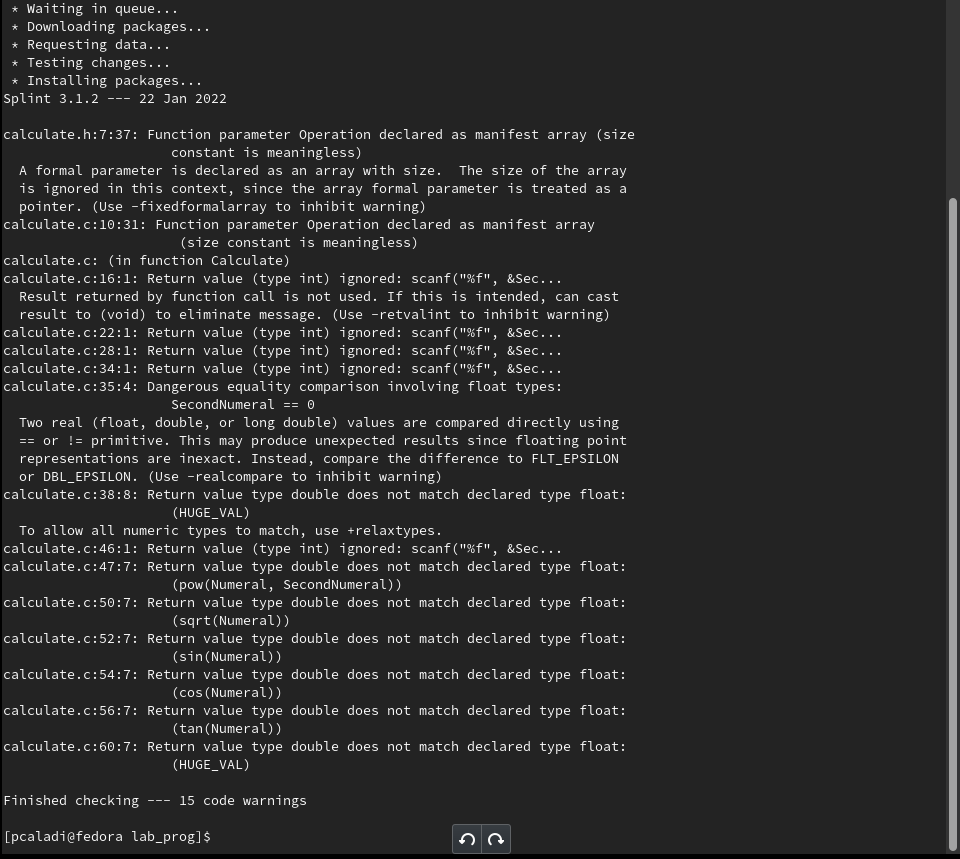 * Waiting in queue...
* Downloading packages...
* Requesting data...
* Testing changes...
* Installing packages...
Splint 3.1.2 --- 22 Jan 2022
calculate.h:7:37: Function parameter Operation declared as manifest array (size
constant is meaningless)
A formal parameter is declared as an array with size.  The size of the array
is ignored in this context, since the array formal parameter is treated as a
pointer. (Use -fixedformalarray to inhibit warning)
calculate.c:10:31: Function parameter Operation declared as manifest array
(size constant is meaningless)
calculate.c: (in function Calculate)
calculate.c:16:1: Return value (type int) ignored: scanf("%f", &Sec...
Result returned by function call is not used. If this is intended, can cast
result to (void) to eliminate message. (Use -retvalint to inhibit warning)
calculate.c:22:1: Return value (type int) ignored: scanf("%f", &Sec...
calculate.c:28:1: Return value (type int) ignored: scanf("%f", &Sec...
calculate.c:34:1: Return value (type int) ignored: scanf("%f", &Sec...
calculate.c:35:4: Dangerous equality comparison involving float types:
SecondNumeral == 0
Two real (float, double, or long double) values are compared directly using
== or != primitive. This may produce unexpected results since floating point
representations are inexact. Instead, compare the difference to FLT_EPSILON
or DBL_EPSILON. (Use -realcompare to inhibit warning)
calculate.c:38:8: Return value type double does not match declared type float:
(HUGE_VAL)
To allow all numeric types to match, use +relaxtypes.
calculate.c:46:1: Return value (type int) ignored: scanf("%f", &Sec...
calculate.c:47:7: Return value type double does not match declared type float:
(pow(Numeral, SecondNumeral))
calculate.c:50:7: Return value type double does not match declared type float:
(sqrt(Numeral))
calculate.c:52:7: Return value type double does not match declared type float:
(sin(Numeral))
calculate.c:54:7: Return value type double does not match declared type float:
(cos(Numeral))
calculate.c:56:7: Return value type double does not match declared type float:
(tan(Numeral))
calculate.c:60:7: Return value type double does not match declared type float:
(HUGE_VAL)
Finished checking --- 15 code warnings
[pcaladi@fedora lab_prog]$